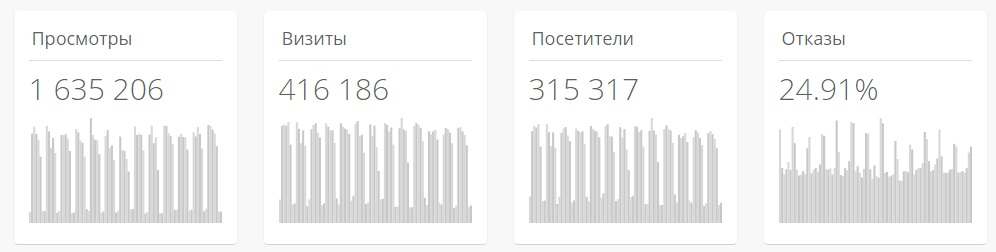 Просмотры
1 635 206
Визиты
416 186
Посетители
315 317
Отказы
24.91%